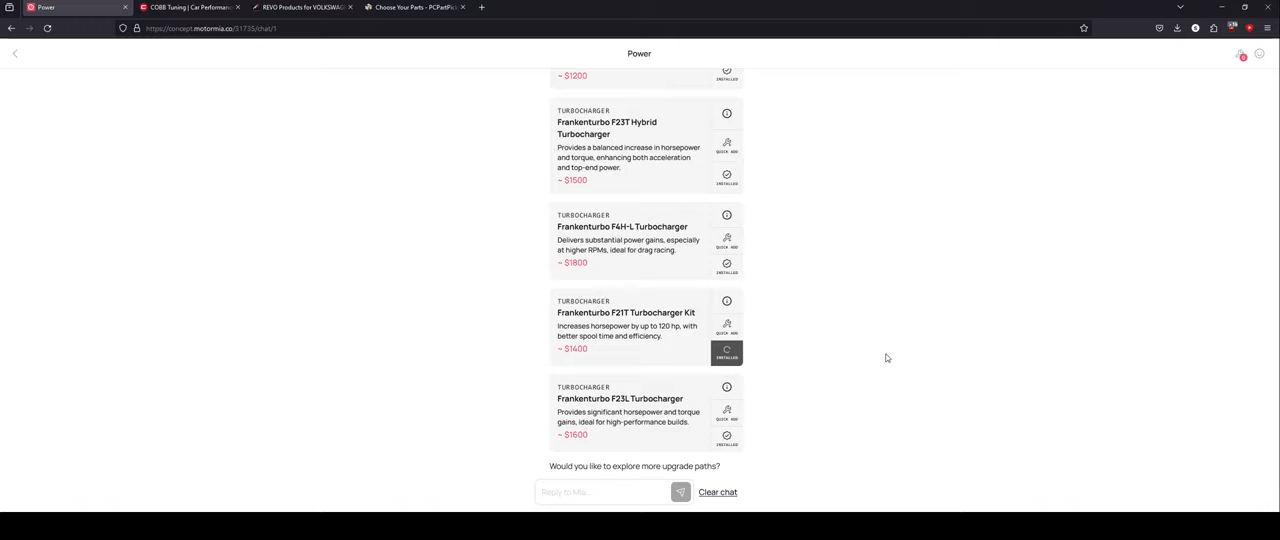 Power
COBB Tuning | Car Performanc
REVO Products for VOLKSWAG
Choose Your Parts - PCPartPick
https://concept.motormia.co/31735/chat/1
Power
~ $1200
INSTALLED
TURBOCHARGER
Frankenturbo F23T Hybrid
Turbocharger
Provides a balanced increase in horsepower
and torque, enhancing both acceleration
and top-end power.
~ $1500
QUICK ADD
INSTALLED
TURBOCHARGER
Frankenturbo F4H-L Turbocharger
Delivers substantial power gains, especially
at higher RPMs, ideal for drag racing.
~ $1800
QUICK ADD
INSTALLED
TURBOCHARGER
Frankenturbo F21T Turbocharger Kit
Increases horsepower by up to 120 hp, with
better spool time and efficiency.
~ $1400
QUICK ADD
INSTALLED
TURBOCHARGER
Frankenturbo F23L Turbocharger
Provides significant horsepower and torque
gains, ideal for high-performance builds.
~ $1600
QUICK ADD
INSTALLED
Would you like to explore more upgrade paths?
Reply to Mia...
Clear chat